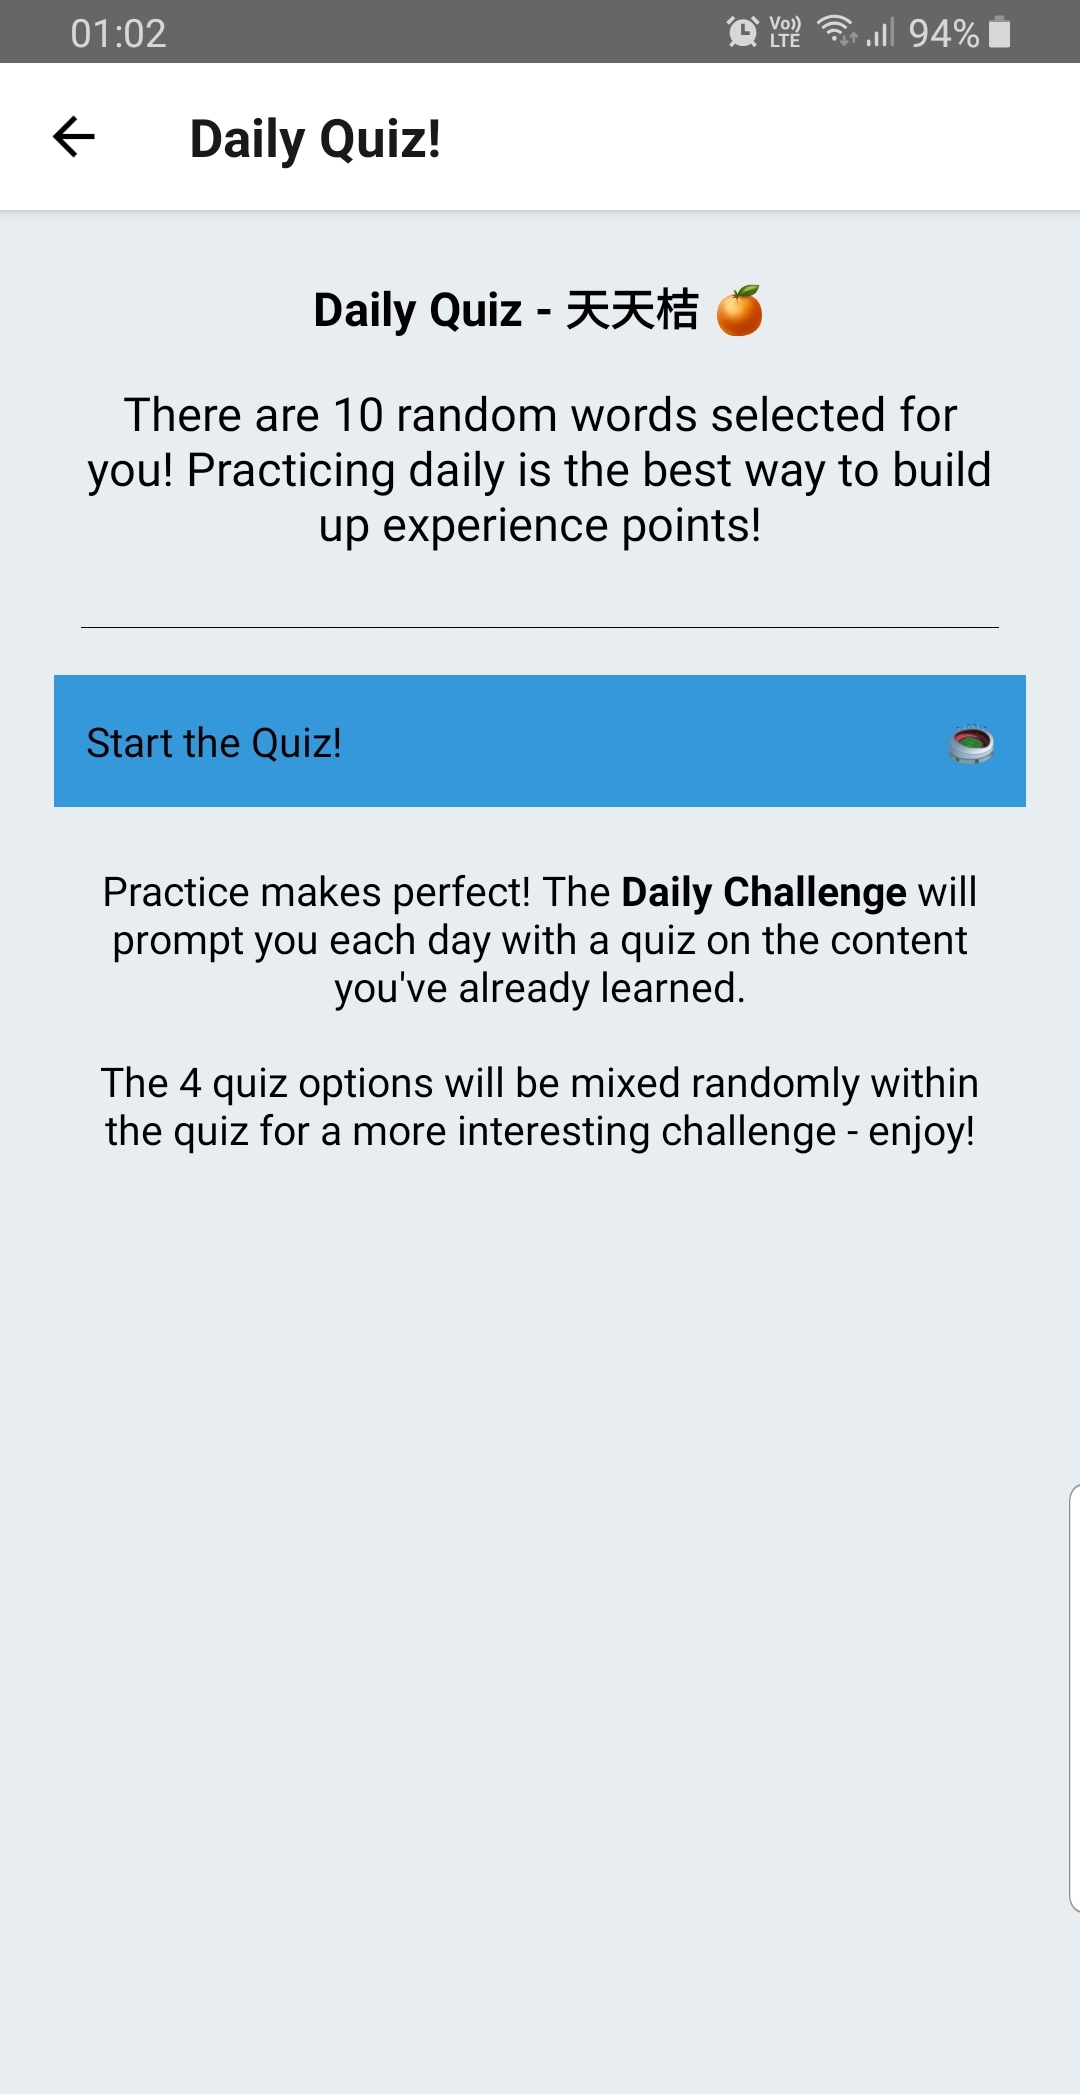 01:02
Vo)) LTE 94%
Daily Quiz!
Daily Quiz - 天天桔 🍊
There are 10 random words selected for
you! Practicing daily is the best way to build
up experience points!
Start the Quiz!
Practice makes perfect! The Daily Challenge will
prompt you each day with a quiz on the content
you've already learned.
The 4 quiz options will be mixed randomly within
the quiz for a more interesting challenge - enjoy!